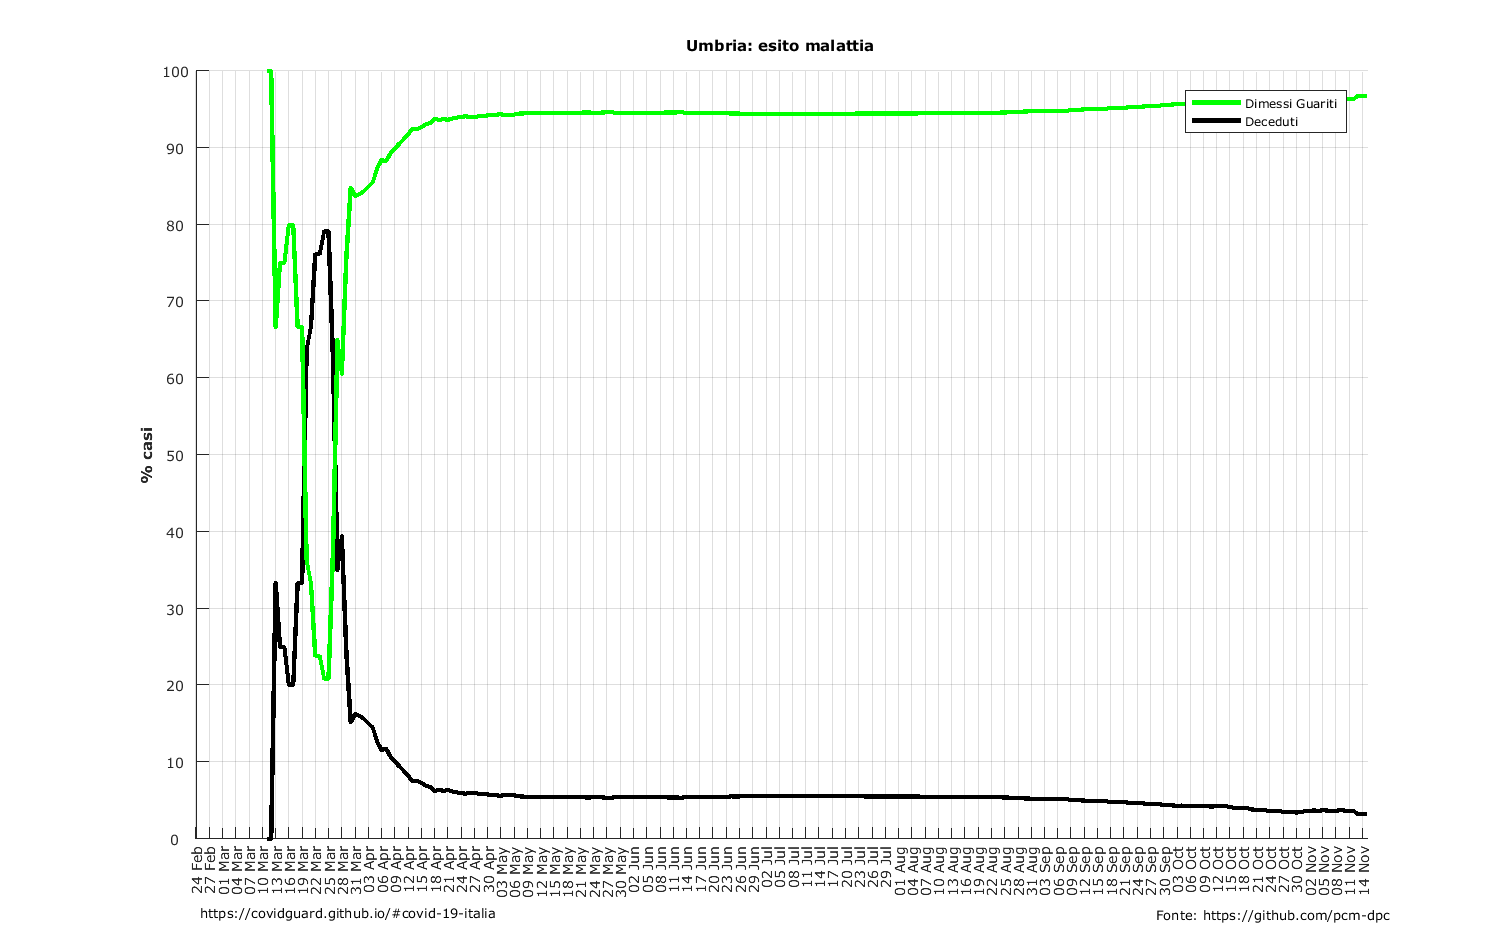 Umbria: esito malattia
Dimessi Guariti
Deceduti
% casi
100
90
80
70
60
50
40
30
20
10
0
24 Feb
27 Feb
01 Mar
04 Mar
07 Mar
10 Mar
13 Mar
16 Mar
19 Mar
22 Mar
25 Mar
28 Mar
31 Mar
03 Apr
06 Apr
09 Apr
12 Apr
15 Apr
18 Apr
21 Apr
24 Apr
27 Apr
30 Apr
03 May
06 May
09 May
12 May
15 May
18 May
21 May
24 May
27 May
30 May
02 Jun
05 Jun
08 Jun
11 Jun
14 Jun
17 Jun
20 Jun
23 Jun
26 Jun
29 Jun
02 Jul
05 Jul
08 Jul
11 Jul
14 Jul
17 Jul
20 Jul
23 Jul
26 Jul
29 Jul
01 Aug
04 Aug
07 Aug
10 Aug
13 Aug
16 Aug
19 Aug
22 Aug
25 Aug
28 Aug
31 Aug
03 Sep
06 Sep
09 Sep
12 Sep
15 Sep
18 Sep
21 Sep
24 Sep
27 Sep
30 Sep
03 Oct
06 Oct
09 Oct
12 Oct
15 Oct
18 Oct
21 Oct
24 Oct
27 Oct
30 Oct
02 Nov
05 Nov
08 Nov
11 Nov
14 Nov
https://covidguard.github.io/#covid-19-italia
Fonte: https://github.com/pcm-dpc